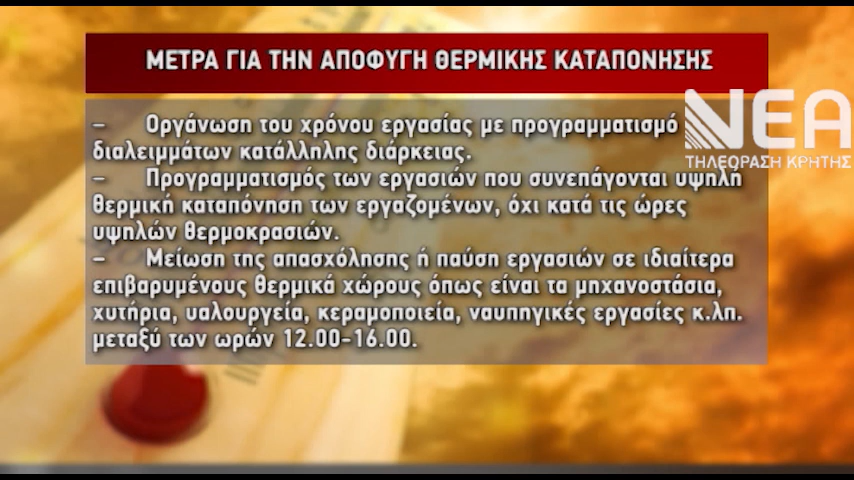 ΜΕΤΡΑ ΓΙΑ ΤΗΝ ΑΠΟΦΥΓΗ ΘΕΡΜΙΚΗΣ ΚΑΤΑΠΟΝΗΣΗΣ
ΝΕΑ
ΤΗΛΕΟΡΑΣΗ ΚΡΗΤΗΣ
– Οργάνωση του χρόνου εργασίας με προγραμματισμό
διαλειμμάτων κατάλληλης διάρκειας.
– Προγραμματισμός των εργασιών που συνεπάγονται υψηλή
θερμική καταπόνηση των εργαζομένων, όχι κατά τις ώρες
υψηλών θερμοκρασιών.
– Μείωση της απασχόλησης ή παύση εργασιών σε ιδιαίτερα
επιβαρυμένους θερμικά χώρους όπως είναι τα μηχανοστάσια,
χυτήρια, υαλουργεία, κεραμοποιεία, ναυπηγικές εργασίες κ.λπ.
μεταξύ των ωρών 12.00-16.00.